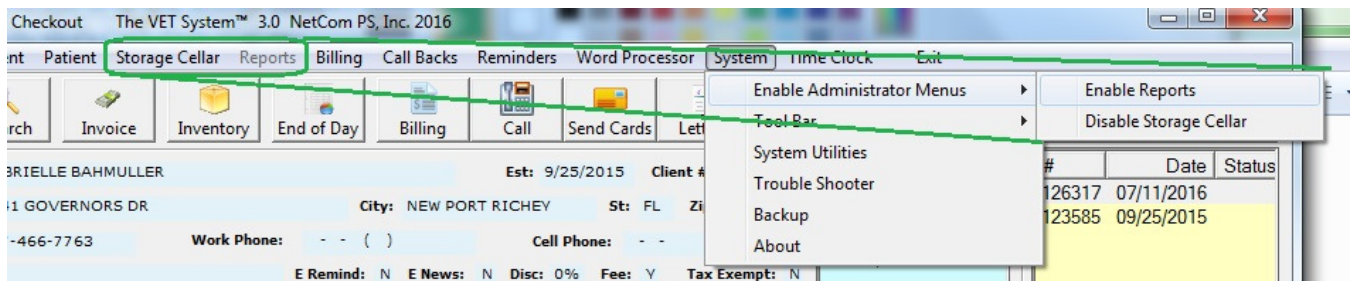 Checkout The VET System™ 3.0 NetCom PS, Inc. 2016
Patient Storage Cellar Reports Billing Call Backs Reminders Word Processor System Time Clock Exit
Invoice Inventory End of Day Billing Call Send Cards
Enable Administrator Menus
Tool Bar
System Utilities
Trouble Shooter
Backup
About
Enable Reports
Disable Storage Cellar
BAHMULLER Est: 9/25/2015 Client #
GOVERNORS DR City: NEW PORT RICHEY St: FL
-466-7763 Work Phone: - - ( ) Cell Phone: - -
E Remind: N E News: N Disc: 0% Fee: Y Tax Exempt: N
# Date Status
126317 07/11/2016
123585 09/25/2015